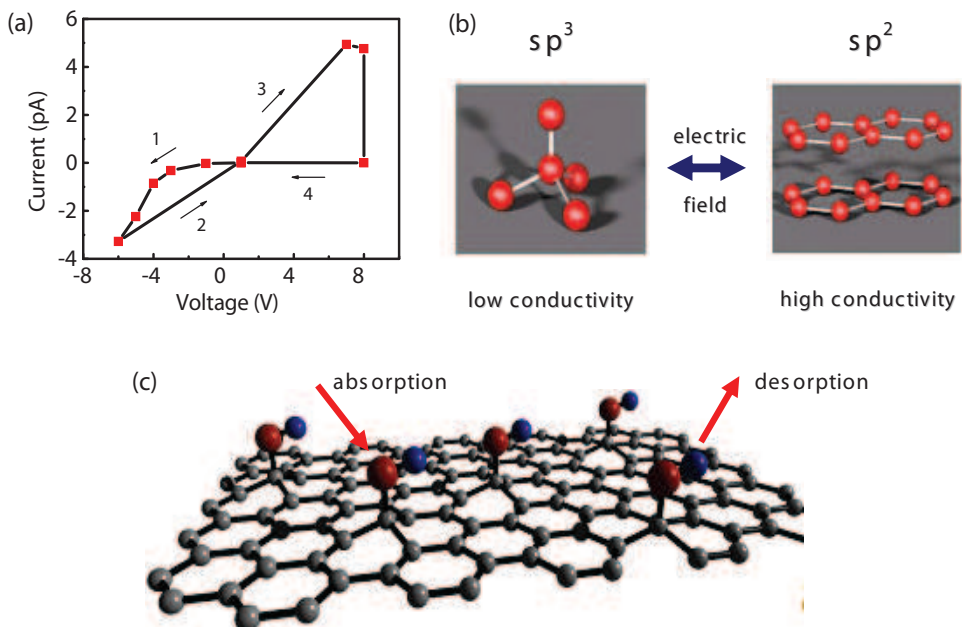 (a)
6
4
2
0
-2
-4
-8
-4
0
4
8
Current (pA)
Voltage (V)
1
2
3
4
(b)
sp³
sp²
electric
field
low conductivity
high conductivity
(c)
absorption
desorption